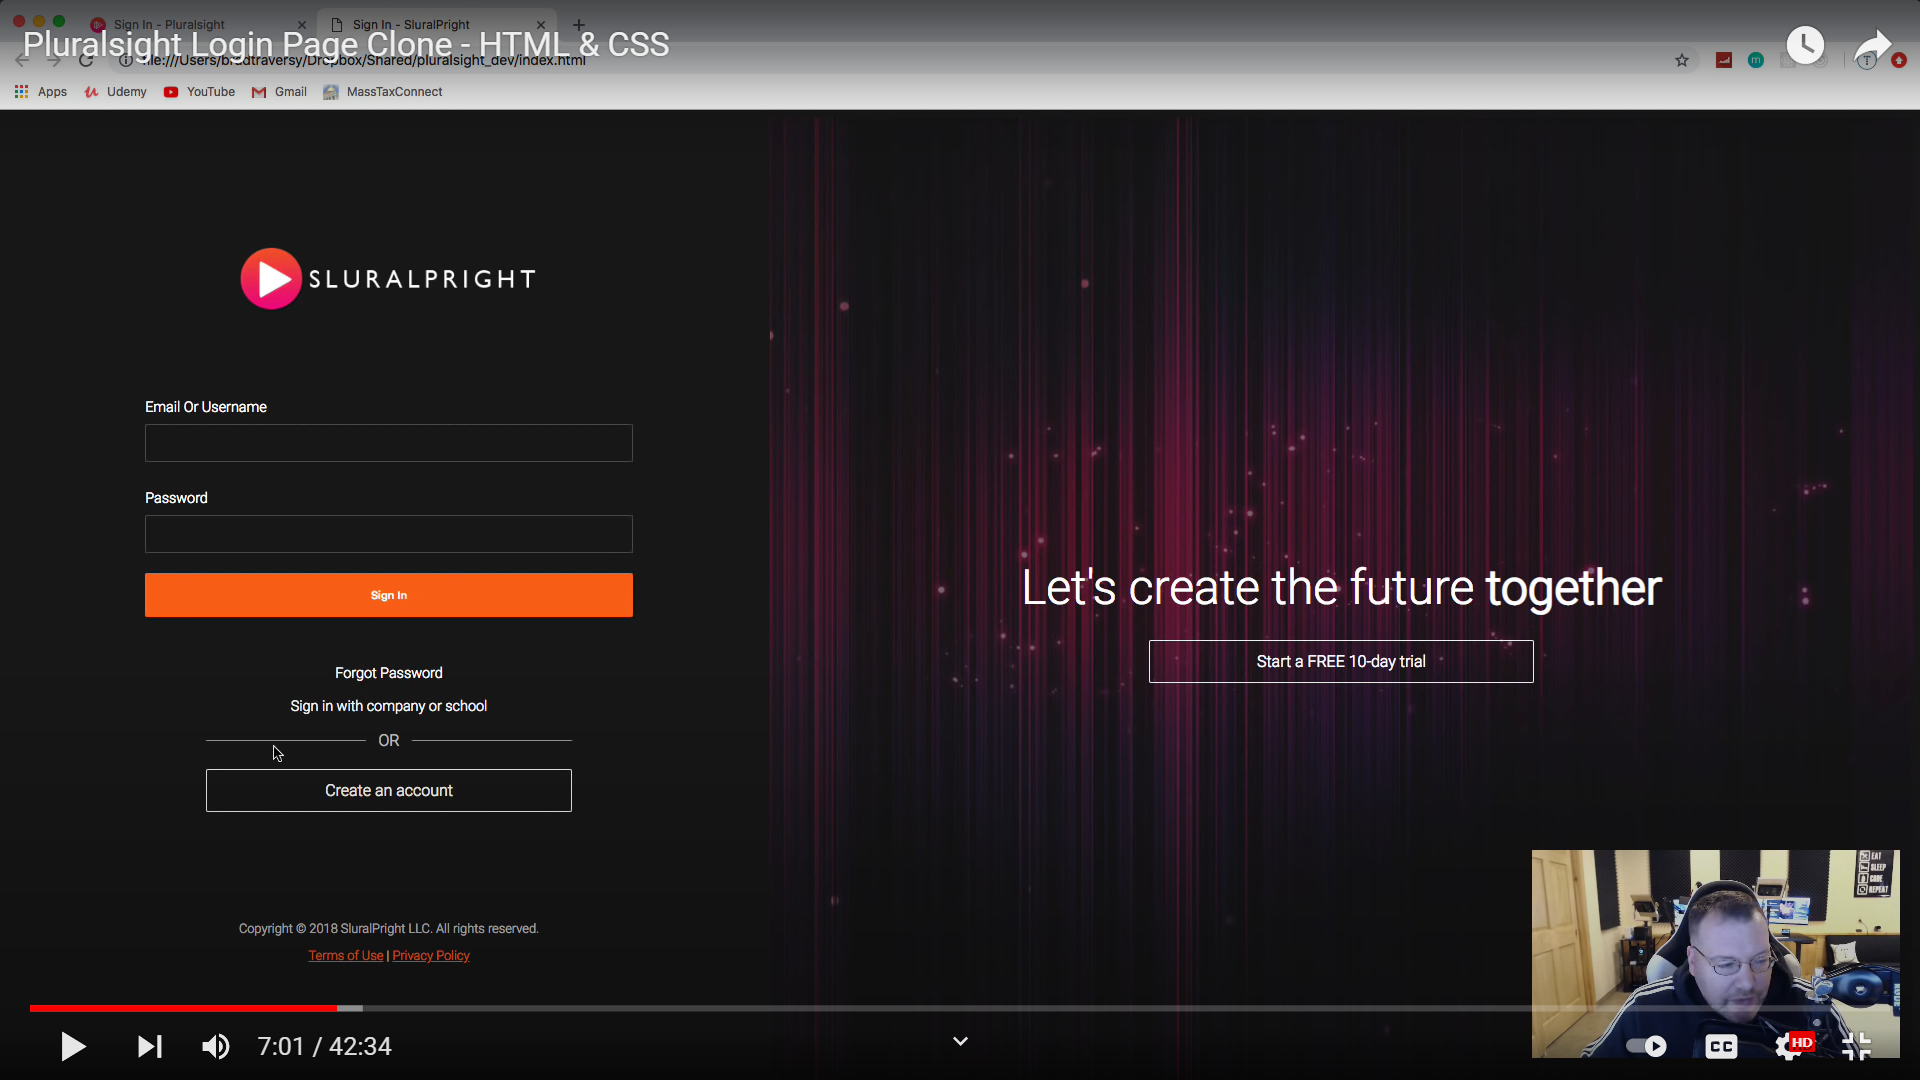 Sign In - Pluralsight
Sign In - SluralPright
Pluralsight Login Page Clone - HTML & CSS
file:///Users/bradtraversy/Dropbox/Shared/pluralsight_dev/index.html
m
T
Apps
Udemy
YouTube
Gmail
MassTaxConnect
SLURALPRIGHT
Email Or Username
Password
Sign In
Forgot Password
Sign in with company or school
OR
Create an account
Let's create the future together
Start a FREE 10-day trial
Copyright © 2018 SluralPright LLC. All rights reserved.
Terms of Use | Privacy Policy
EAT
SLEEP
CODE
REPEAT
7:01 / 42:34
CC
HD